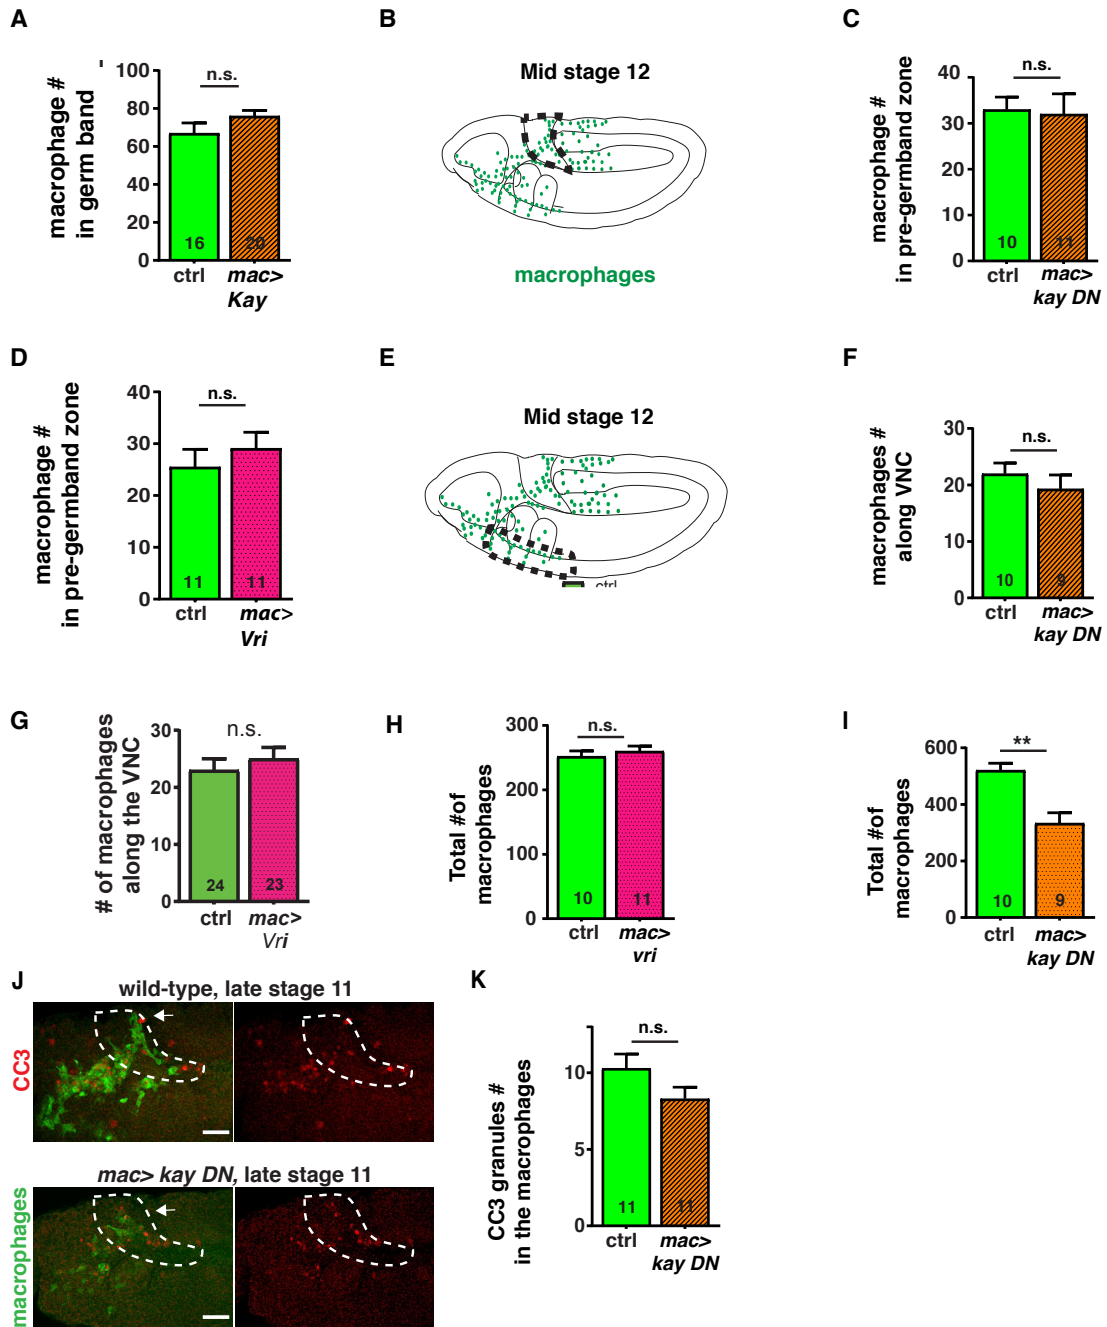 A
macrophage #
in germ band
100
80
60
40
20
0
n.s.
16
20
ctrl
mac>
Kay
B
Mid stage 12
macrophages
C
macrophage #
in pre-germband zone
40
30
20
10
0
n.s.
10
11
ctrl
mac>
kay DN
D
macrophage #
in pre-germband zone
40
30
20
10
0
n.s.
11
11
ctrl
mac>
Vri
E
Mid stage 12
ctrl
F
macrophages #
along VNC
30
20
10
0
n.s.
10
9
ctrl
mac>
kay DN
G
# of macrophages
along the VNC
30
20
10
0
n.s.
24
23
ctrl
mac>
Vri
H
Total #of
macrophages
300
200
100
0
n.s.
10
11
ctrl
mac>
vri
I
Total #of
macrophages
600
400
200
0
**
10
9
ctrl
mac>
kay DN
J
wild-type, late stage 11
CC3
mac> kay DN, late stage 11
macrophages
K
CC3 granules #
in the macrophages
10
5
0
n.s.
11
11
ctrl
mac>
kay DN